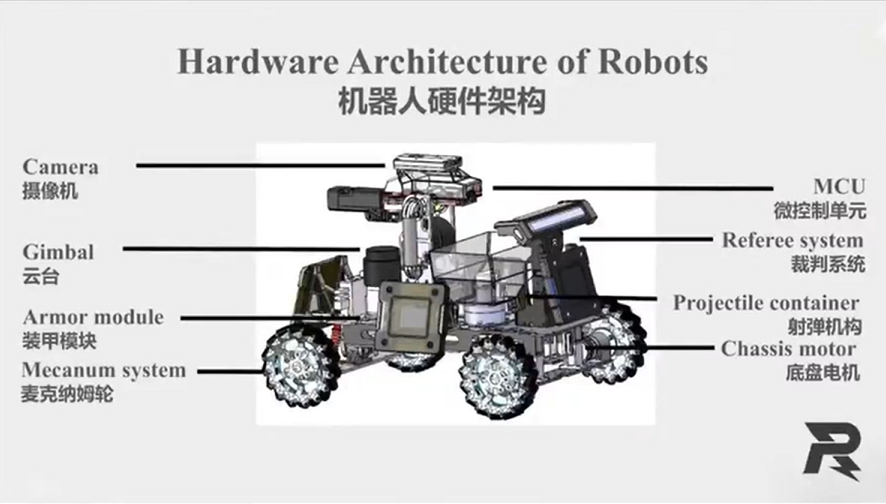 Hardware Architecture of Robots
机器人硬件架构
Camera
摄像机
Gimbal
云台
Armor module
装甲模块
Mecanum system
麦克纳姆轮
MCU
微控制单元
Referee system
裁判系统
Projectile container
射弹机构
Chassis motor
底盘电机